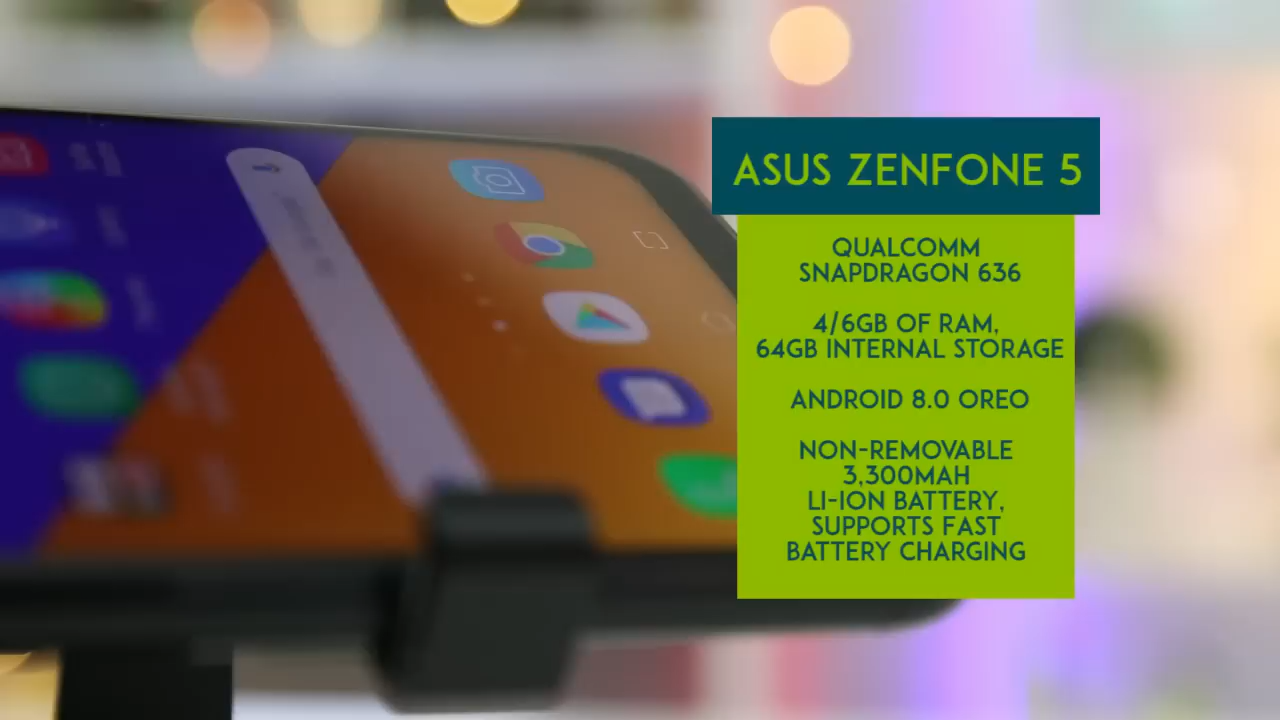 ASUS ZENFONE 5
QUALCOMM
SNAPDRAGON 636
4/6GB OF RAM,
64GB INTERNAL STORAGE
ANDROID 8.0 OREO
NON-REMOVABLE
3,300MAH
LI-ION BATTERY,
SUPPORTS FAST
BATTERY CHARGING